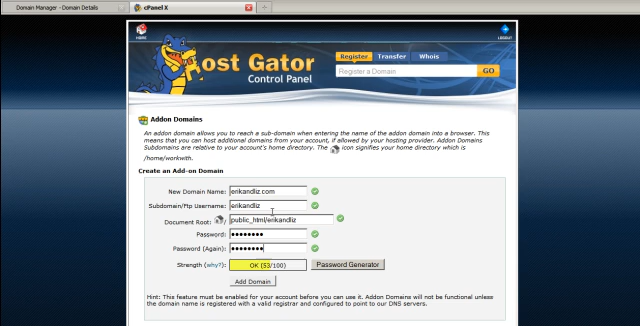 Domain Manager - Domain Details
cPanel X
HOME
LOGOUT
Host Gator
Control Panel
Register
Transfer
Whois
Register a Domain
GO
Addon Domains
An addon domain allows you to reach a sub-domain when entering the name of the addon domain into a browser. This
means that you can host additional domains from your account, if allowed by your hosting provider. Addon Domains
Subdomains are relative to your account's home directory. The icon signifies your home directory which is
/home/workwith.
Create an Add-on Domain
New Domain Name: erikandliz.com
Subdomain/Ftp Username: erikandliz
Document Root: / public_html/erikandliz
Password: ••••••••
Password (Again): ••••••••
Strength (why?): OK (53/100) Password Generator
Add Domain
Hint: This feature must be enabled for your account before you can use it. Addon Domains will not be functional unless
the domain name is registered with a valid registrar and configured to point to our DNS servers.